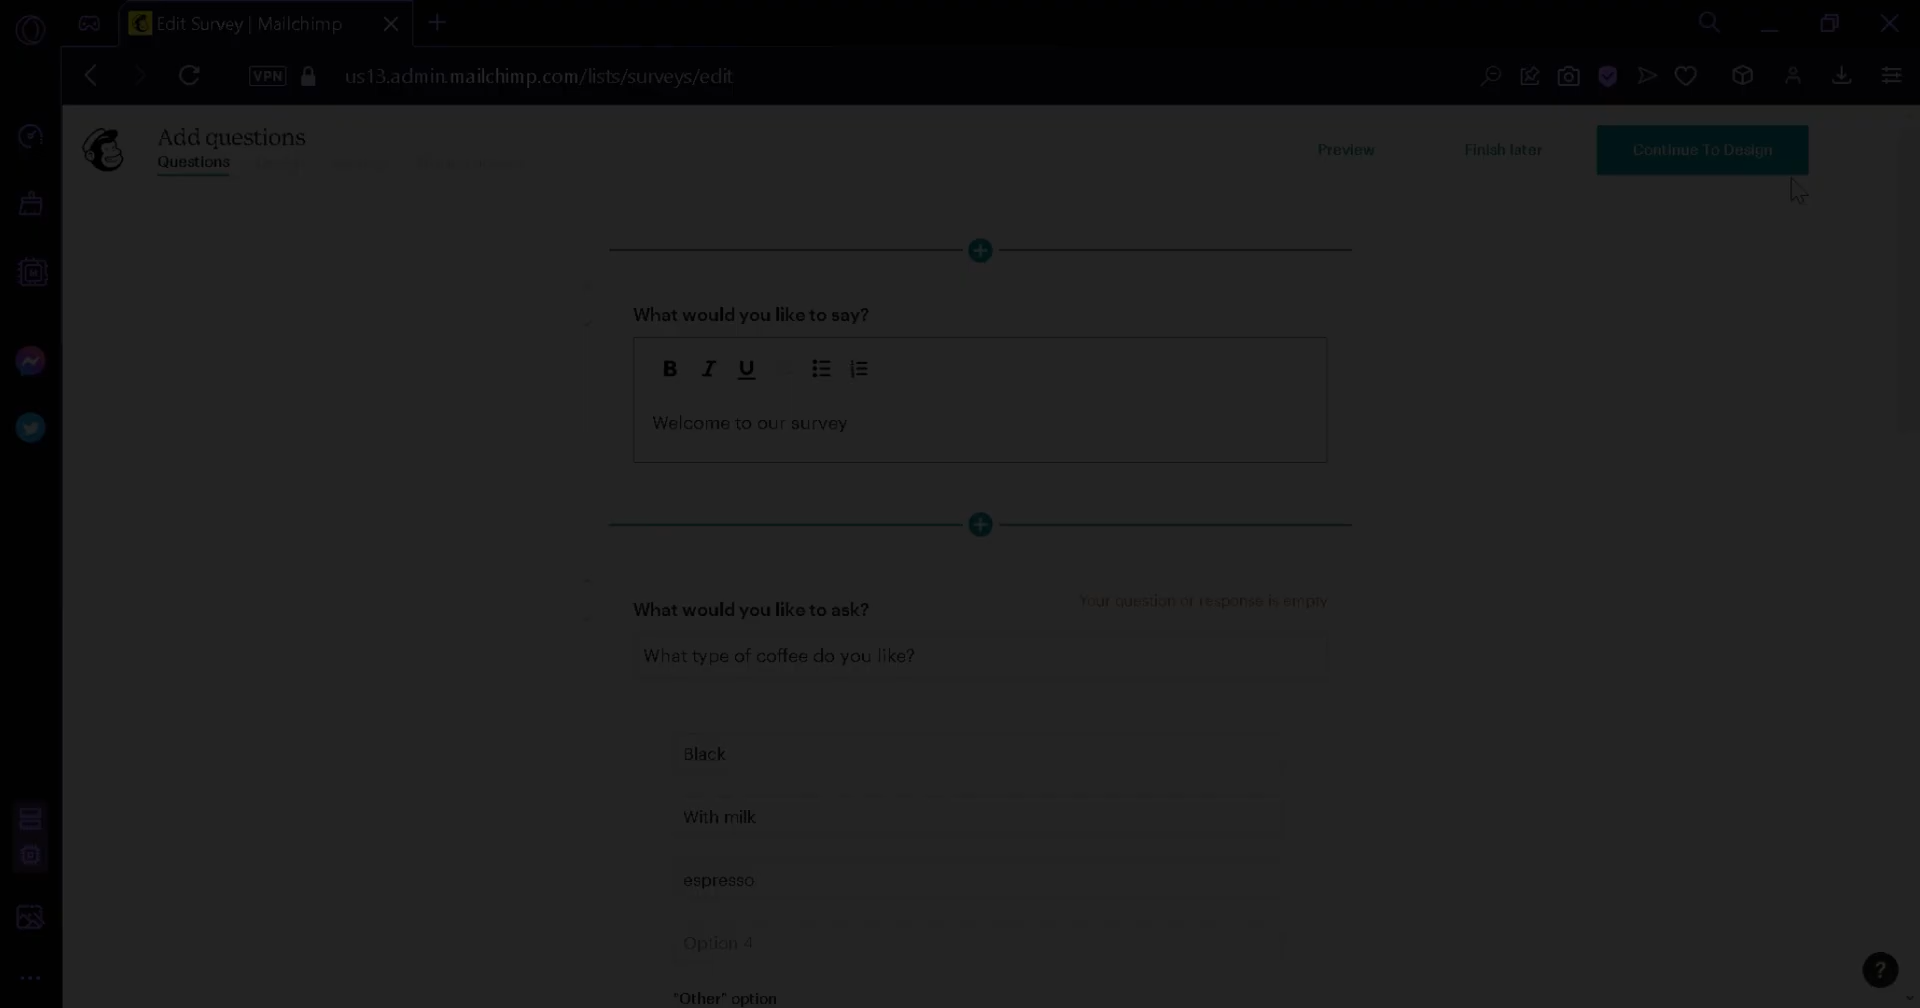 Edit Survey | Mailchimp
VPN
us13.admin.mailchimp.com/lists/surveys/edit
Add questions
Questions
Preview
Finish later
Continue To Design
What would you like to say?
B I U
Welcome to our survey
Your question or response is empty
What would you like to ask?
What type of coffee do you like?
Black
With milk
espresso
Option 4
"Other" option
?